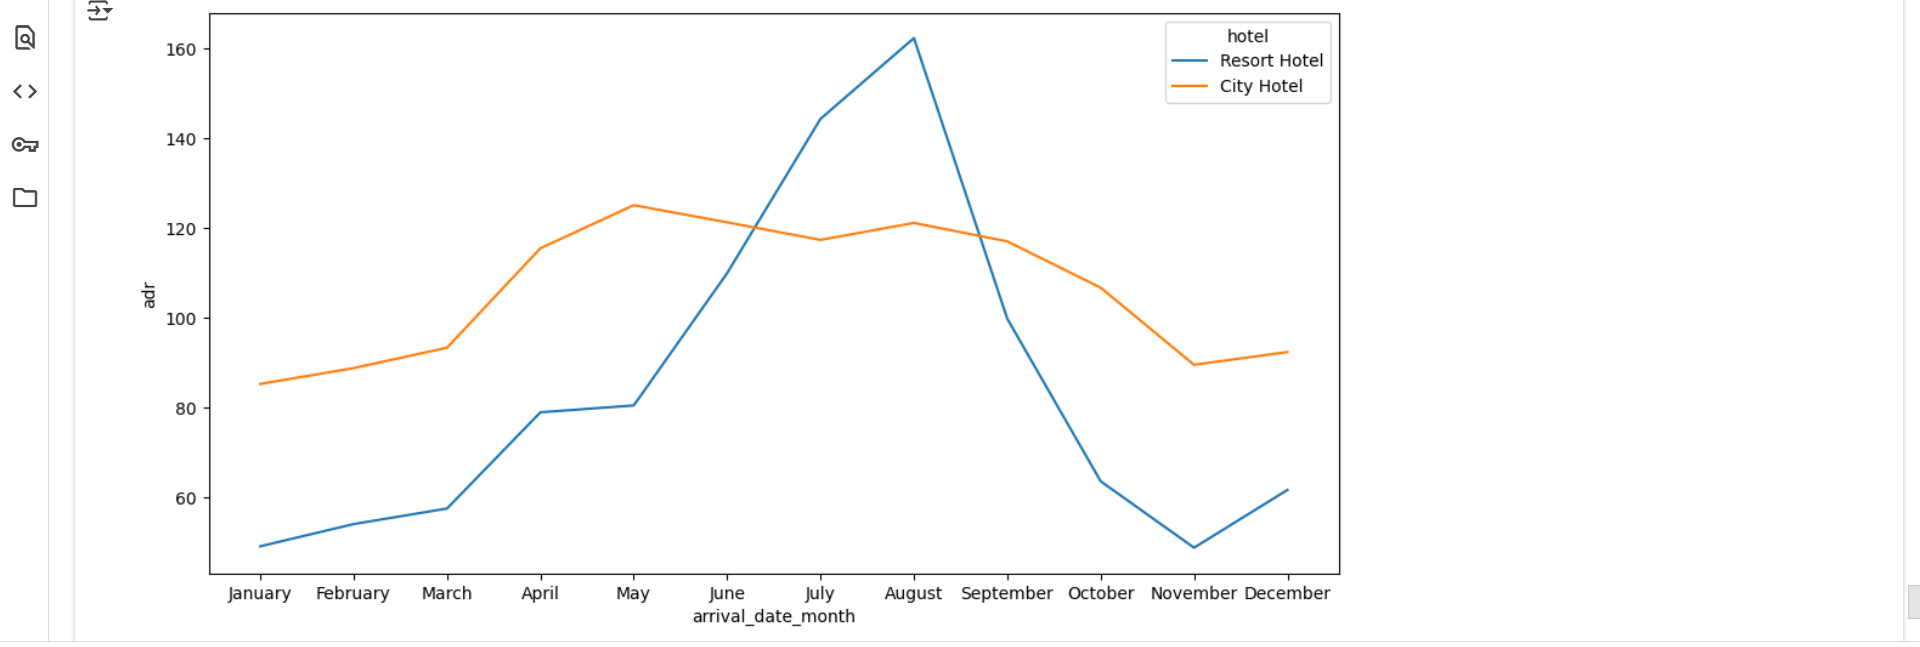 hotel
Resort Hotel
City Hotel
160
140
120
100
80
60
adr
January February March April May June July August September October November December
arrival_date_month